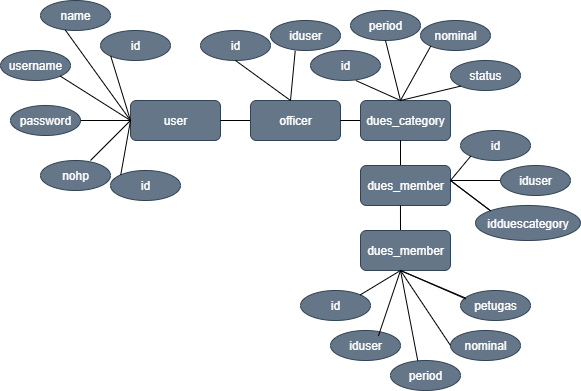 name
id
username
password
nohp
id
user
id
iduser
officer
period
nominal
id
status
dues_category
id
iduser
idduescategory
dues_member
dues_member
id
iduser
period
nominal
petugas